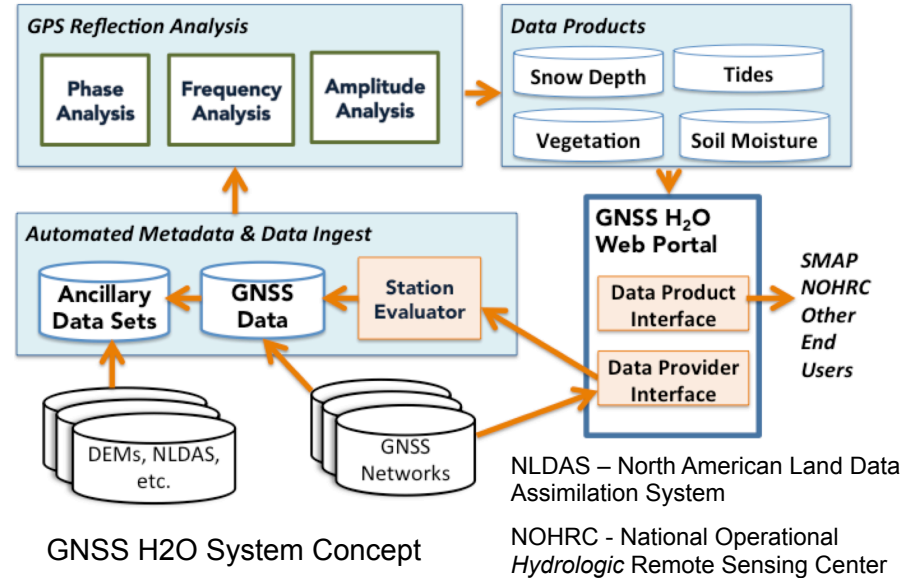 GPS Reflection Analysis
Phase
Analysis
Frequency
Analysis
Amplitude
Analysis
Data Products
Snow Depth
Tides
Vegetation
Soil Moisture
Automated Metadata & Data Ingest
Ancillary
Data Sets
GNSS
Data
Station
Evaluator
GNSS H₂O
Web Portal
Data Product
Interface
Data Provider
Interface
SMAP
NOHRC
Other
End
Users
DEMs, NLDAS,
etc.
GNSS
Networks
NLDAS – North American Land Data
Assimilation System
NOHRC - National Operational
Hydrologic Remote Sensing Center
GNSS H2O System Concept